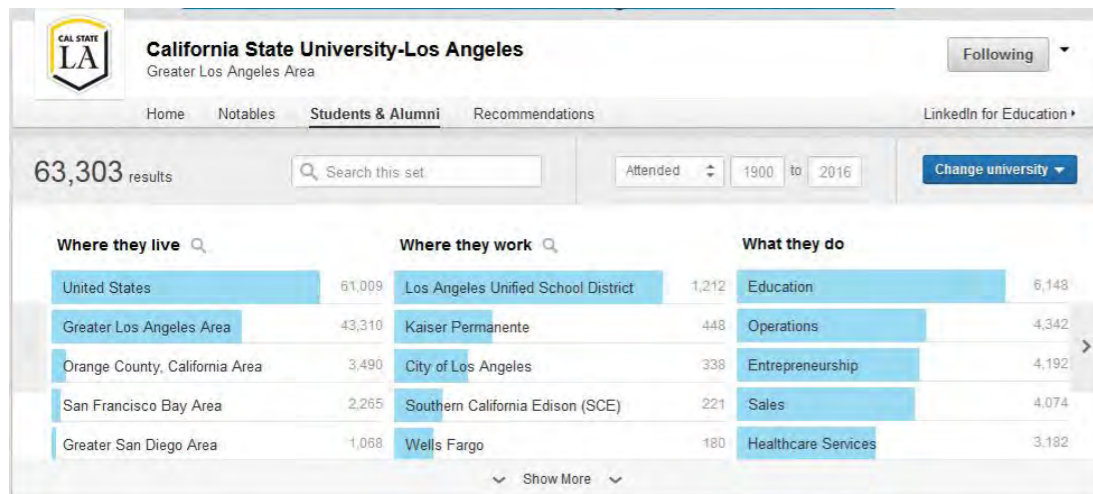 CAL STATE
LA
California State University-Los Angeles
Greater Los Angeles Area
Following
Home Notables Students & Alumni Recommendations
LinkedIn for Education
63,303 results
Search this set
Attended
1900 to 2016
Change university
Where they live
United States 61,009
Greater Los Angeles Area 43,310
Orange County, California Area 3,490
San Francisco Bay Area 2,265
Greater San Diego Area 1,068
Where they work
Los Angeles Unified School District 1,212
Kaiser Permanente 448
City of Los Angeles 338
Southern California Edison (SCE) 221
Wells Fargo 180
What they do
Education 6,148
Operations 4,342
Entrepreneurship 4,192
Sales 4,074
Healthcare Services 3,182
Show More